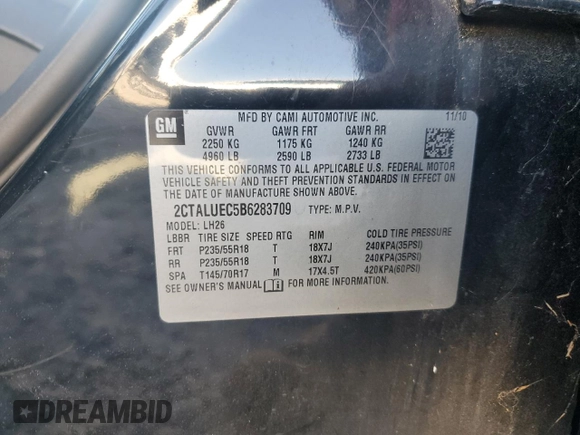 GM
MFD BY CAMI AUTOMOTIVE INC. 11/10
GVWR GAWR FRT GAWR RR
2250 KG 1175 KG 1240 KG
4960 LB 2590 LB 2733 LB
THIS VEHICLE CONFORMS TO ALL APPLICABLE U.S. FEDERAL MOTOR
VEHICLE SAFETY AND THEFT PREVENTION STANDARDS IN EFFECT ON
THE DATE OF MANUFACTURE SHOWN ABOVE.
2CTALUEC5B6283709 TYPE: M.P.V.
MODEL: LH26
LBBR TIRE SIZE SPEED RTG RIM COLD TIRE PRESSURE
FRT P235/55R18 T 18X7J 240KPA(35PSI)
RR P235/55R18 T 18X7J 240KPA(35PSI)
SPA T145/70R17 M 17X4.5T 420KPA(60PSI)
SEE OWNER'S MANUAL FOR MORE INFORMATION.
DREAMBID